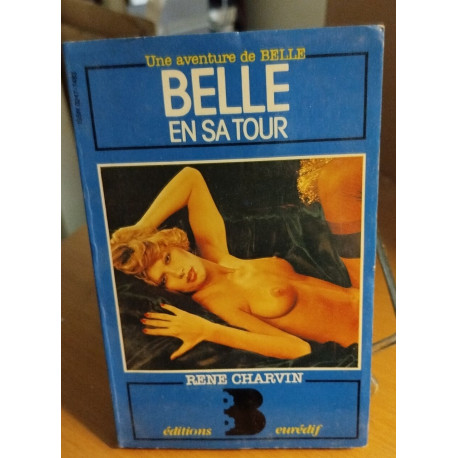 Une aventure de BELLE
BELLE
EN SA TOUR
RENE CHARVIN
éditions
eurédif